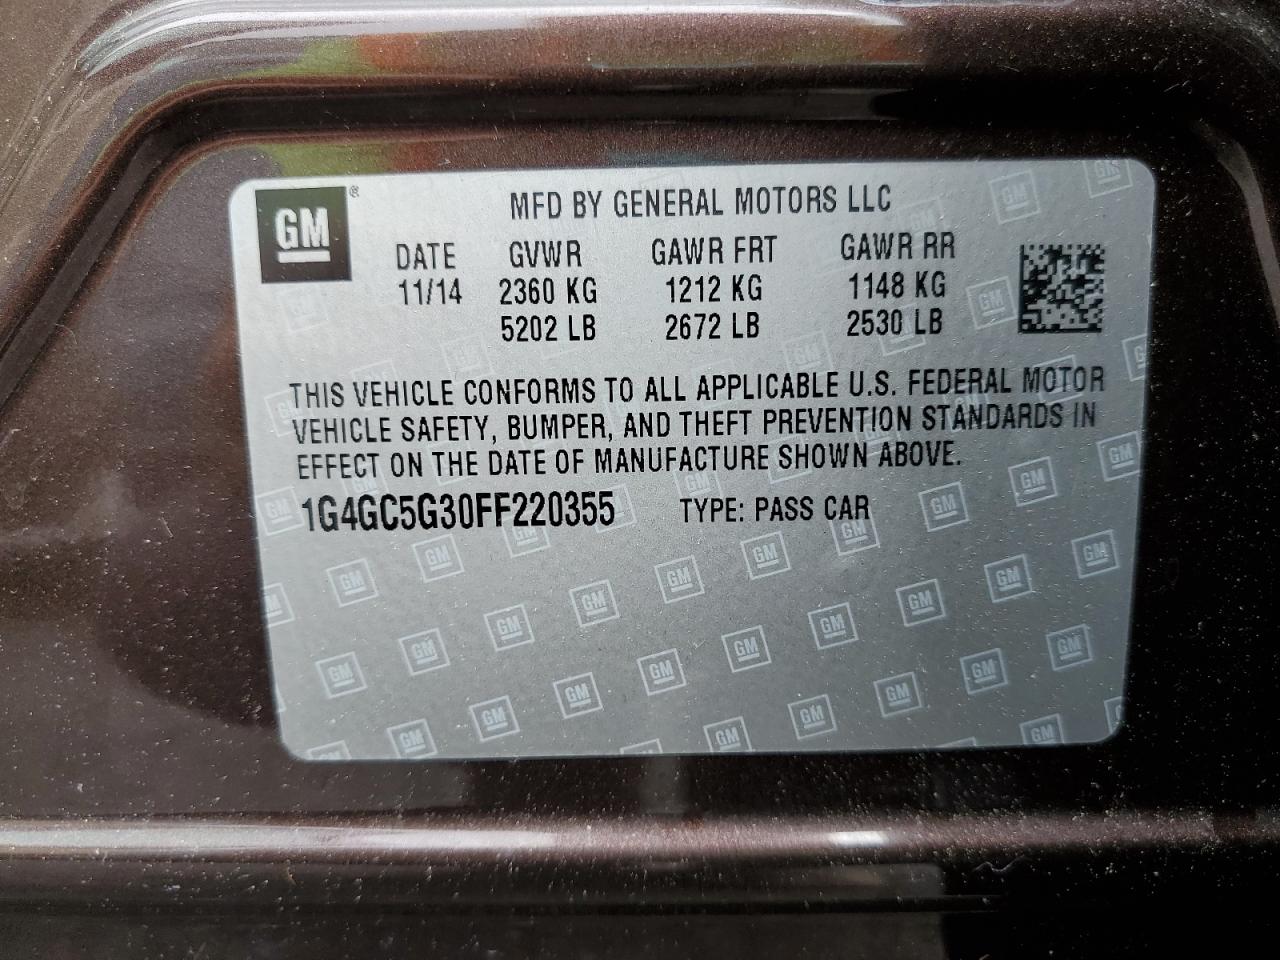 GM®
MFD BY GENERAL MOTORS LLC
DATE GVWR GAWR FRT GAWR RR
11/14 2360 KG 1212 KG 1148 KG
5202 LB 2672 LB 2530 LB
THIS VEHICLE CONFORMS TO ALL APPLICABLE U.S. FEDERAL MOTOR
VEHICLE SAFETY, BUMPER, AND THEFT PREVENTION STANDARDS IN
EFFECT ON THE DATE OF MANUFACTURE SHOWN ABOVE.
1G4GC5G30FF220355 TYPE: PASS CAR